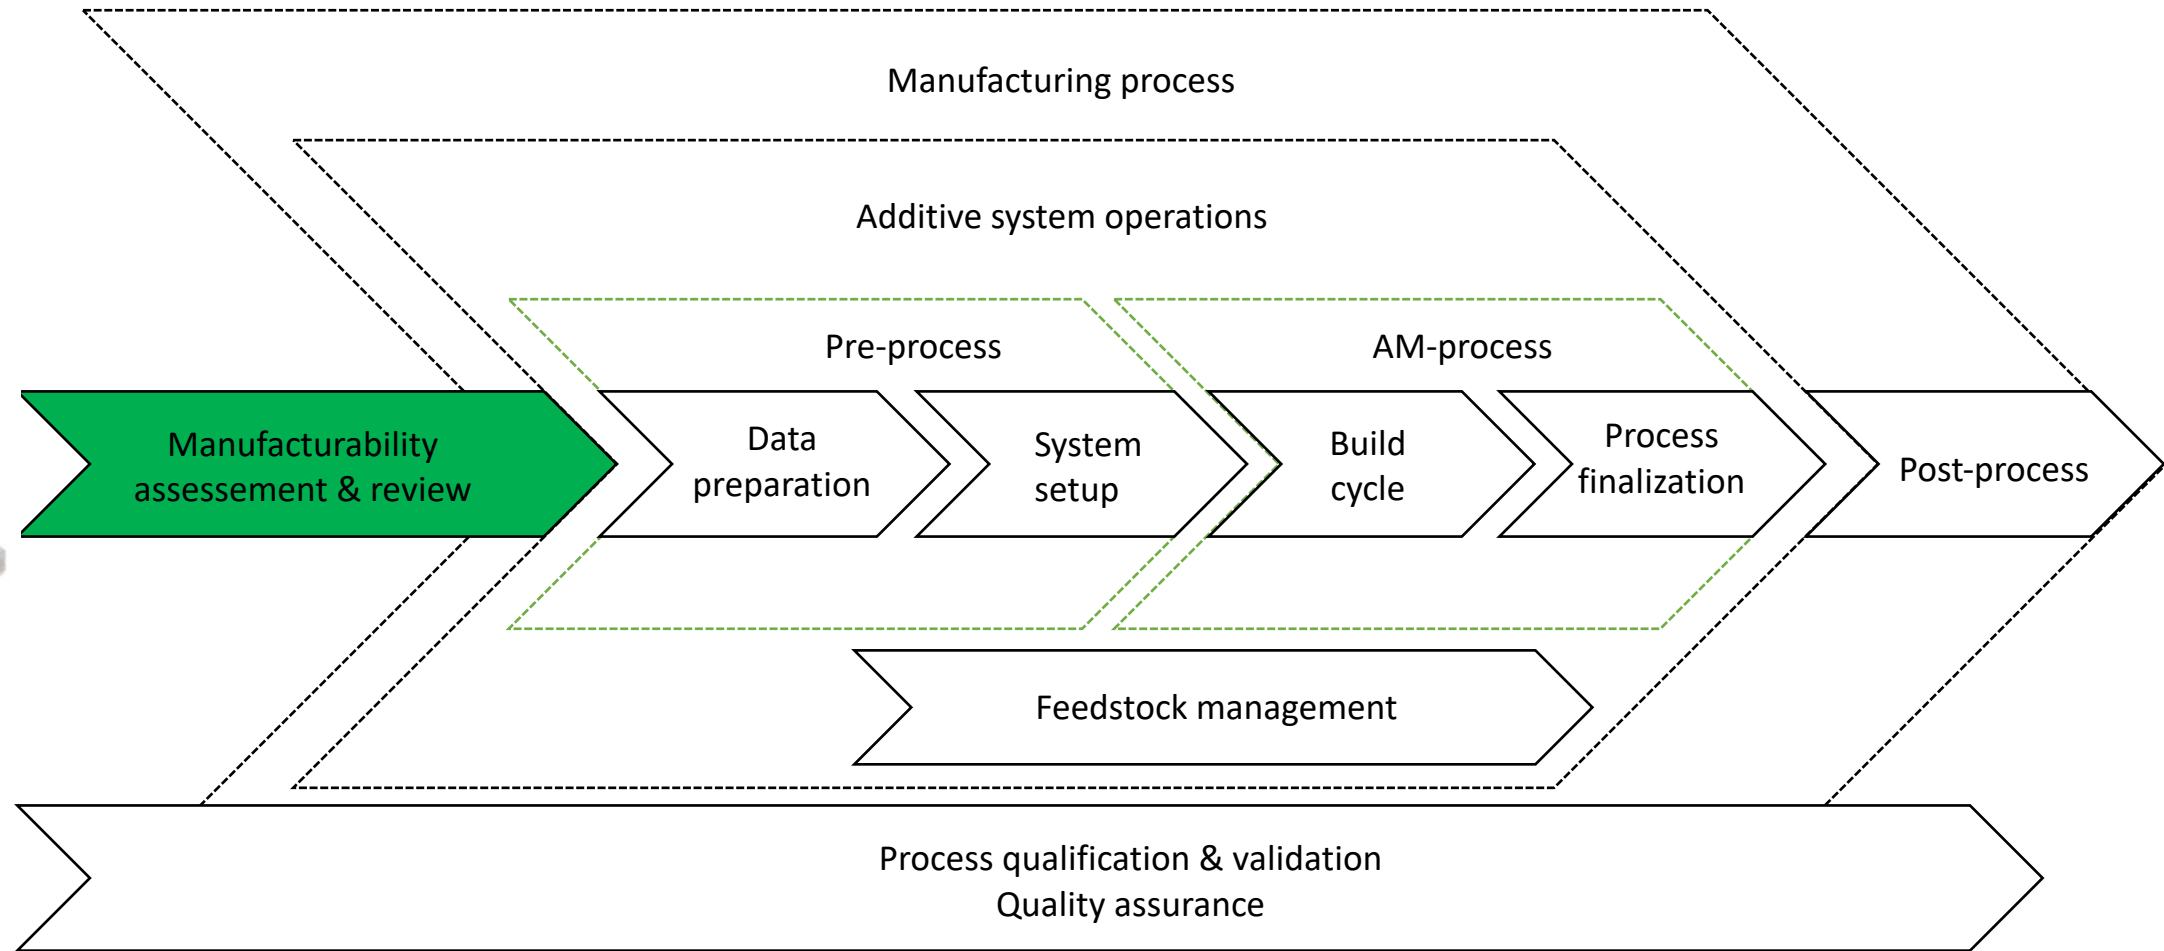 Manufacturing process
Additive system operations
Pre-process
AM-process
Manufacturability
assessement & review
Data
preparation
System
setup
Build
cycle
Process
finalization
Post-process
Feedstock management
Process qualification & validation
Quality assurance